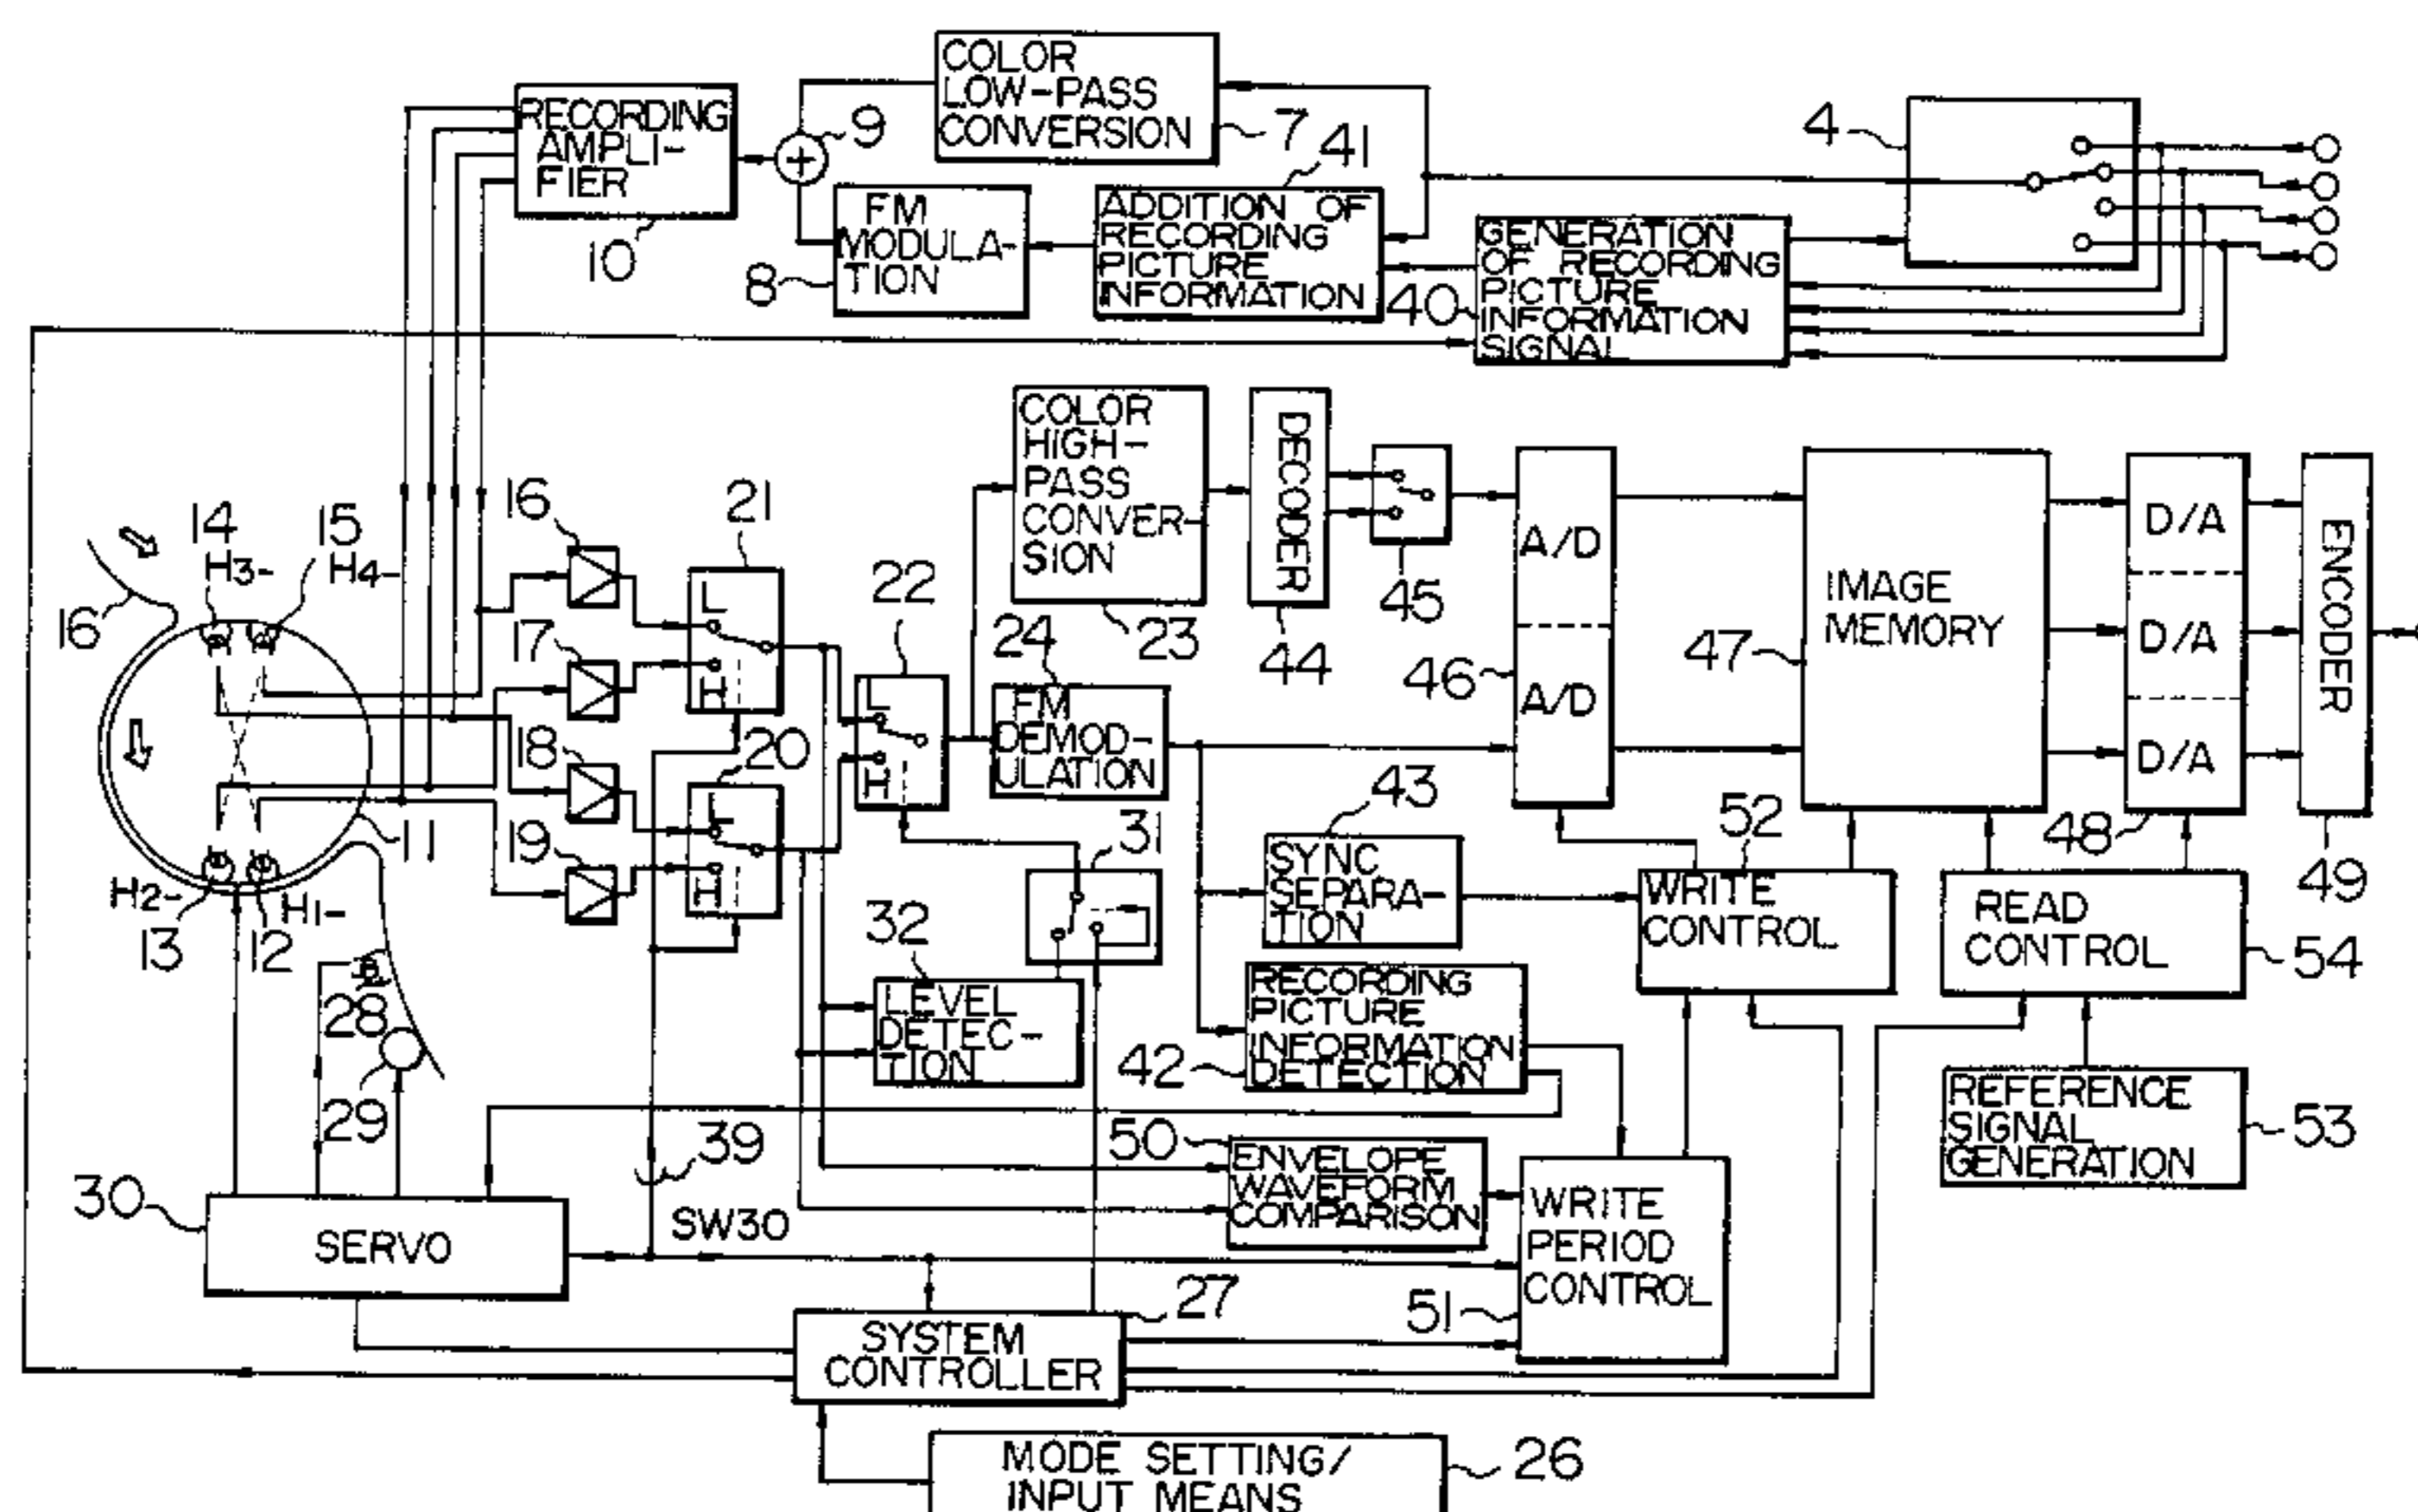 COLOR
LOW-PASS
CONVERSION
7
9
RECORDING
AMPLI-
FIER
10
4
41
FM
MODULA-
TION
8
ADDITION OF
RECORDING
PICTURE
INFORMATION
GENERATION
OF RECORDING
PICTURE
INFORMATION
SIGNAL
40
COLOR
HIGH-
PASS
CONVER-
SION
23
DECODER
44
45
A/D
A/D
46
IMAGE
MEMORY
47
D/A
D/A
D/A
48
ENCODER
49
14
H3-
15
H4-
16
16
17
18
19
21
L
H
20
L
H
22
L
H
24
FM
DEMOD-
ULATION
11
H2-
13
H1-
12
28
29
31
32
LEVEL
DETEC-
TION
43
SYNC
SEPARA-
TION
52
WRITE
CONTROL
READ
CONTROL
54
RECORDING
PICTURE
INFORMATION
DETECTION
42
REFERENCE
SIGNAL
GENERATION
53
39
50
ENVELOPE
WAVEFORM
COMPARISON
WRITE
PERIOD
CONTROL
51
30
SERVO
SW30
27
SYSTEM
CONTROLLER
MODE SETTING/
INPUT MEANS
26